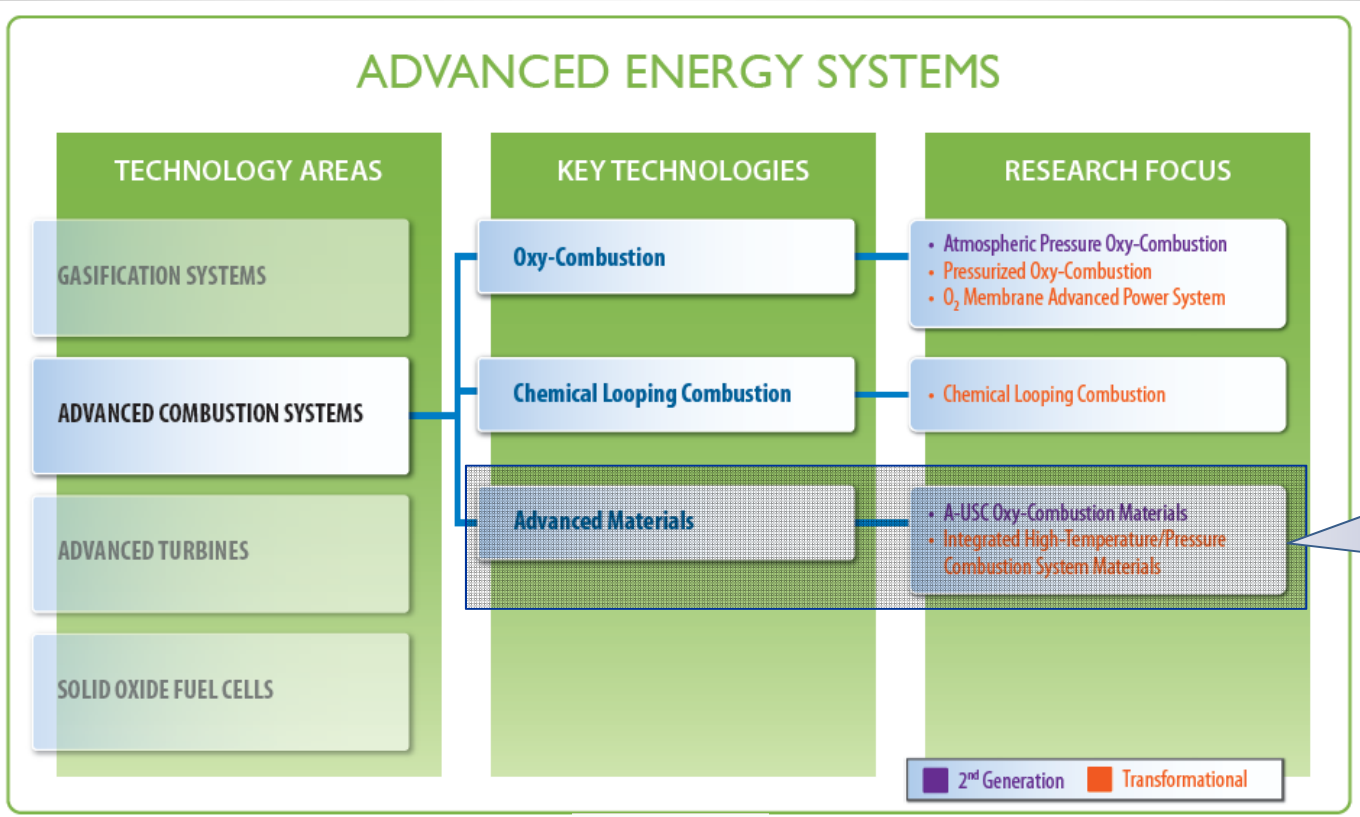 ADVANCED ENERGY SYSTEMS
TECHNOLOGY AREAS
GASIFICATION SYSTEMS
ADVANCED COMBUSTION SYSTEMS
ADVANCED TURBINES
SOLID OXIDE FUEL CELLS
KEY TECHNOLOGIES
Oxy-Combustion
Chemical Looping Combustion
Advanced Materials
RESEARCH FOCUS
• Atmospheric Pressure Oxy-Combustion
• Pressurized Oxy-Combustion
• O₂ Membrane Advanced Power System
• Chemical Looping Combustion
• A-USC Oxy-Combustion Materials
• Integrated High-Temperature/Pressure
Combustion System Materials
2nd Generation
Transformational